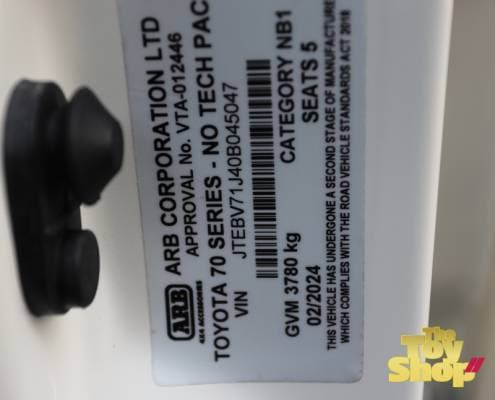 ARB CORPORATION LTD
APPROVAL No. VTA-012446
TOYOTA 70 SERIES - NO TECH PAC
VIN JTEBV71J40B045047
CATEGORY NB1
GVM 3780 kg SEATS 5
02/2024
THIS VEHICLE HAS UNDERGONE A SECOND STAGE OF MANUFACTURE
WHICH COMPLIES WITH THE ROAD VEHICLE STANDARDS ACT 2018
ARB
4X4 ACCESSORIES
The
Toy
Shop